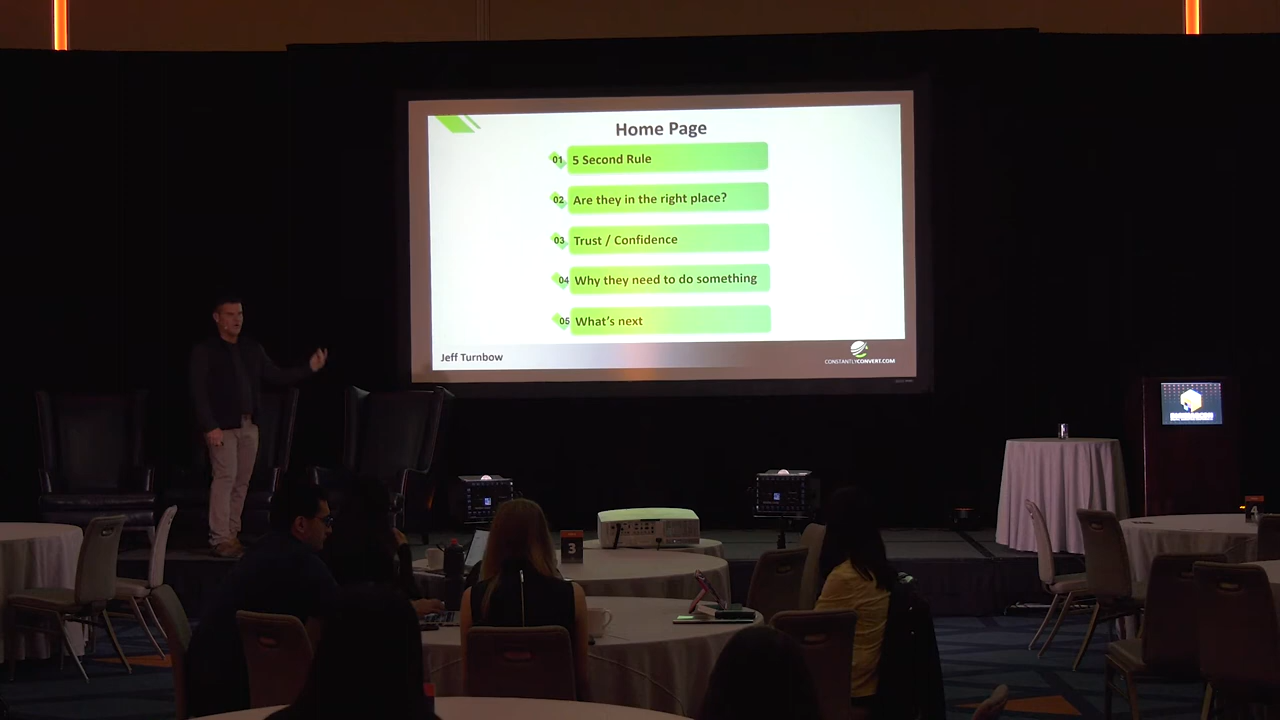 Home Page
01 5 Second Rule
02 Are they in the right place?
03 Trust / Confidence
04 Why they need to do something
05 What's next
Jeff Turnbow
CONSTANTLYCONVERT.COM
3
4